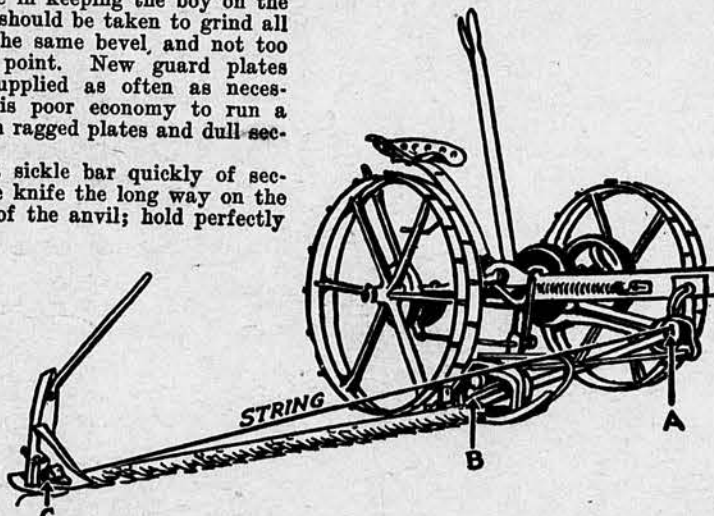 e in keeping the boy on the
should be taken to grind all
he same bevel, and not too
point. New guard plates
upplied as often as neces-
is poor economy to run a
ragged plates and dull sec-
sickle bar quickly of sec-
e knife the long way on the
of the anvil; hold perfectly
STRING
A
B
C